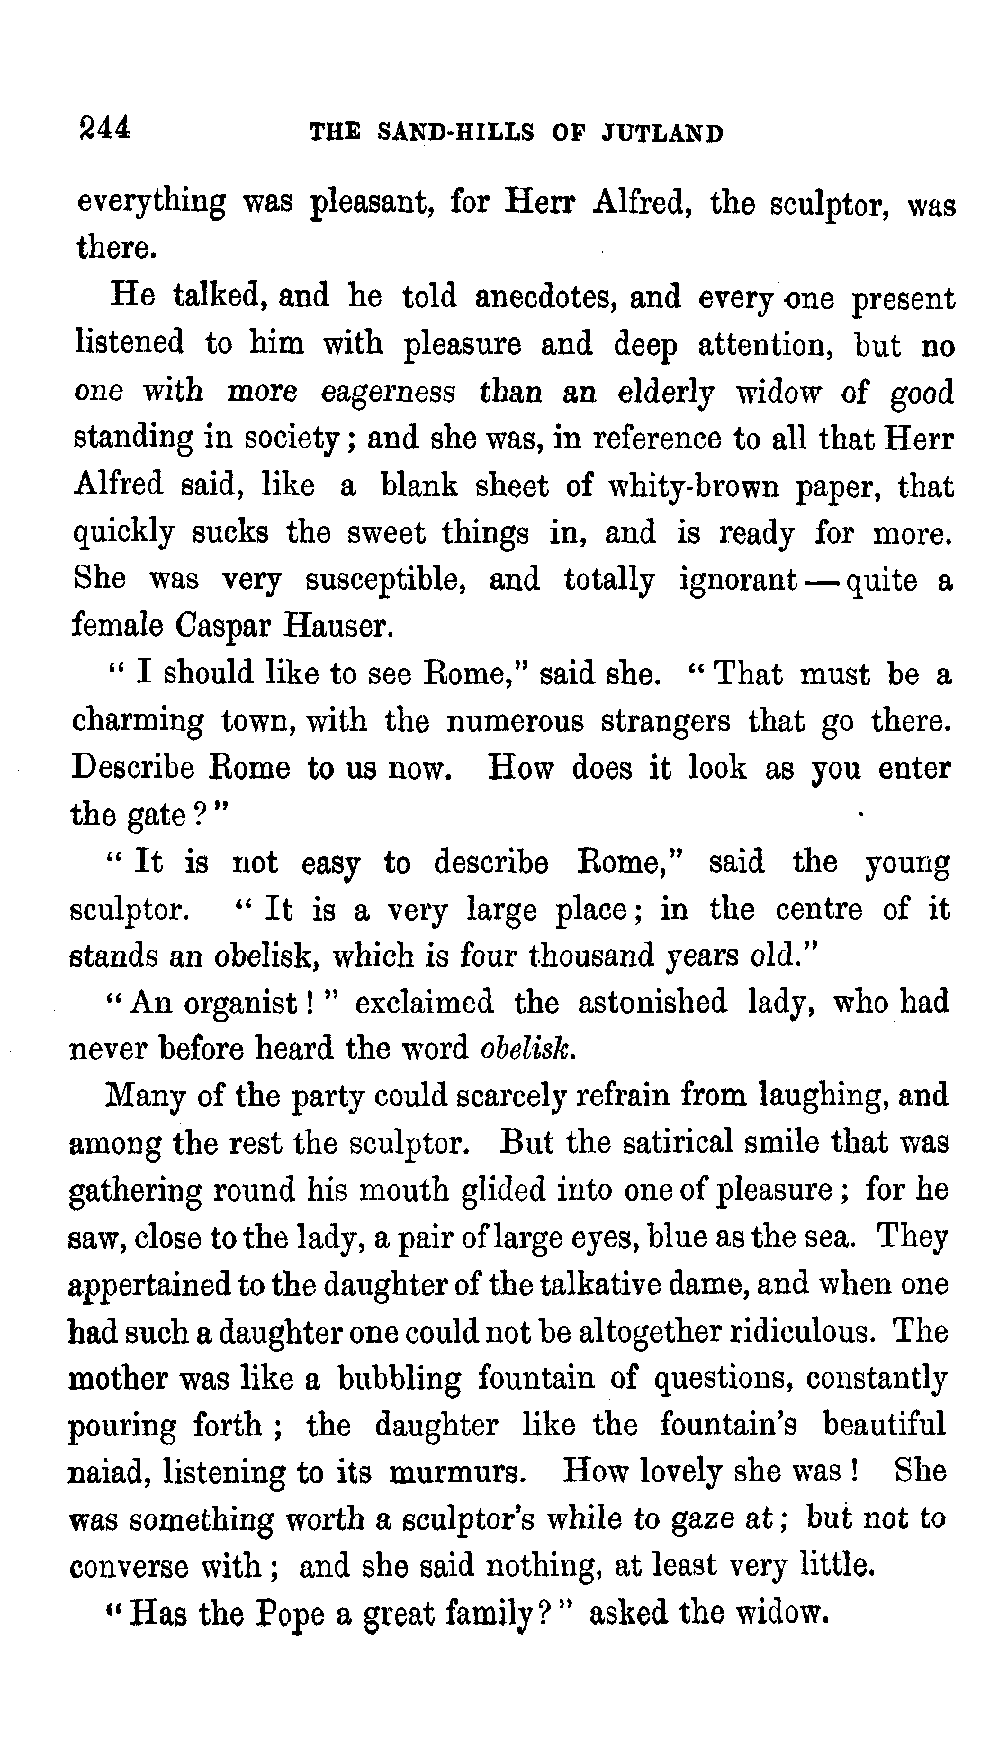 244 THE SAND-HILLS OF JUTLAND
everything was pleasant, for Herr Alfred, the sculptor, was
there.
He talked, and he told anecdotes, and every one present
listened to him with pleasure and deep attention, but no
one with more eagerness than an elderly widow of good
standing in society; and she was, in reference to all that Herr
Alfred said, like a blank sheet of whity-brown paper, that
quickly sucks the sweet things in, and is ready for more.
She was very susceptible, and totally ignorant — quite a
female Caspar Hauser.
“ I should like to see Rome,” said she. “ That must be a
charming town, with the numerous strangers that go there.
Describe Rome to us now. How does it look as you enter
the gate ? ”
“ It is not easy to describe Rome,” said the young
sculptor. “ It is a very large place; in the centre of it
stands an obelisk, which is four thousand years old.”
“ An organist ! ” exclaimed the astonished lady, who had
never before heard the word obelisk.
Many of the party could scarcely refrain from laughing, and
among the rest the sculptor. But the satirical smile that was
gathering round his mouth glided into one of pleasure ; for he
saw, close to the lady, a pair of large eyes, blue as the sea. They
appertained to the daughter of the talkative dame, and when one
had such a daughter one could not be altogether ridiculous. The
mother was like a bubbling fountain of questions, constantly
pouring forth ; the daughter like the fountain’s beautiful
naiad, listening to its murmurs. How lovely she was ! She
was something worth a sculptor’s while to gaze at ; but not to
converse with ; and she said nothing, at least very little.
“ Has the Pope a great family ? ” asked the widow.